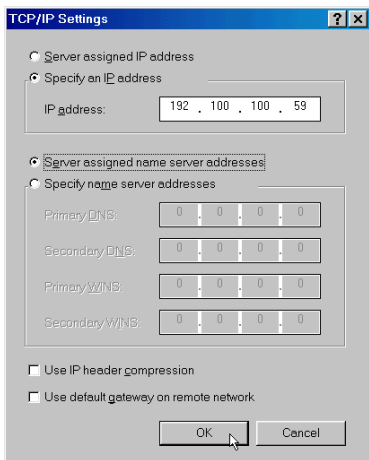 TCP/IP Settings
Server assigned IP address
Specify an IP address
IP address: 192 . 100 . 100 . 59
Server assigned name server addresses
Specify name server addresses
Primary DNS: 0 . 0 . 0 . 0
Secondary DNS: 0 . 0 . 0 . 0
Primary WINS: 0 . 0 . 0 . 0
Secondary WINS: 0 . 0 . 0 . 0
Use IP header compression
Use default gateway on remote network
OK Cancel